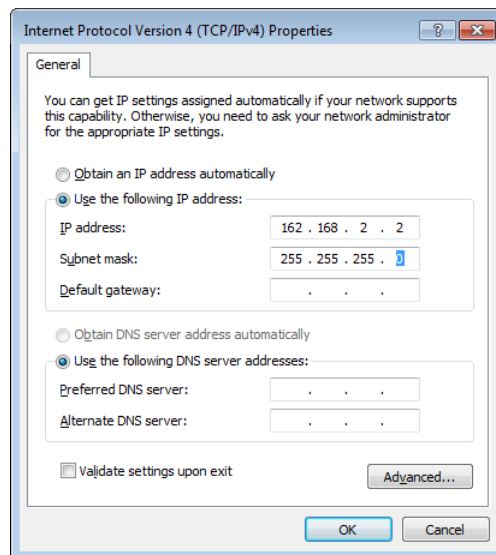 Internet Protocol Version 4 (TCP/IPv4) Properties
General
You can get IP settings assigned automatically if your network supports
this capability. Otherwise, you need to ask your network administrator
for the appropriate IP settings.
Obtain an IP address automatically
Use the following IP address:
IP address: 162 . 168 . 2 . 2
Subnet mask: 255 . 255 . 255 . 0
Default gateway: . . .
Obtain DNS server address automatically
Use the following DNS server addresses:
Preferred DNS server: . . .
Alternate DNS server: . . .
Validate settings upon exit
Advanced...
OK Cancel